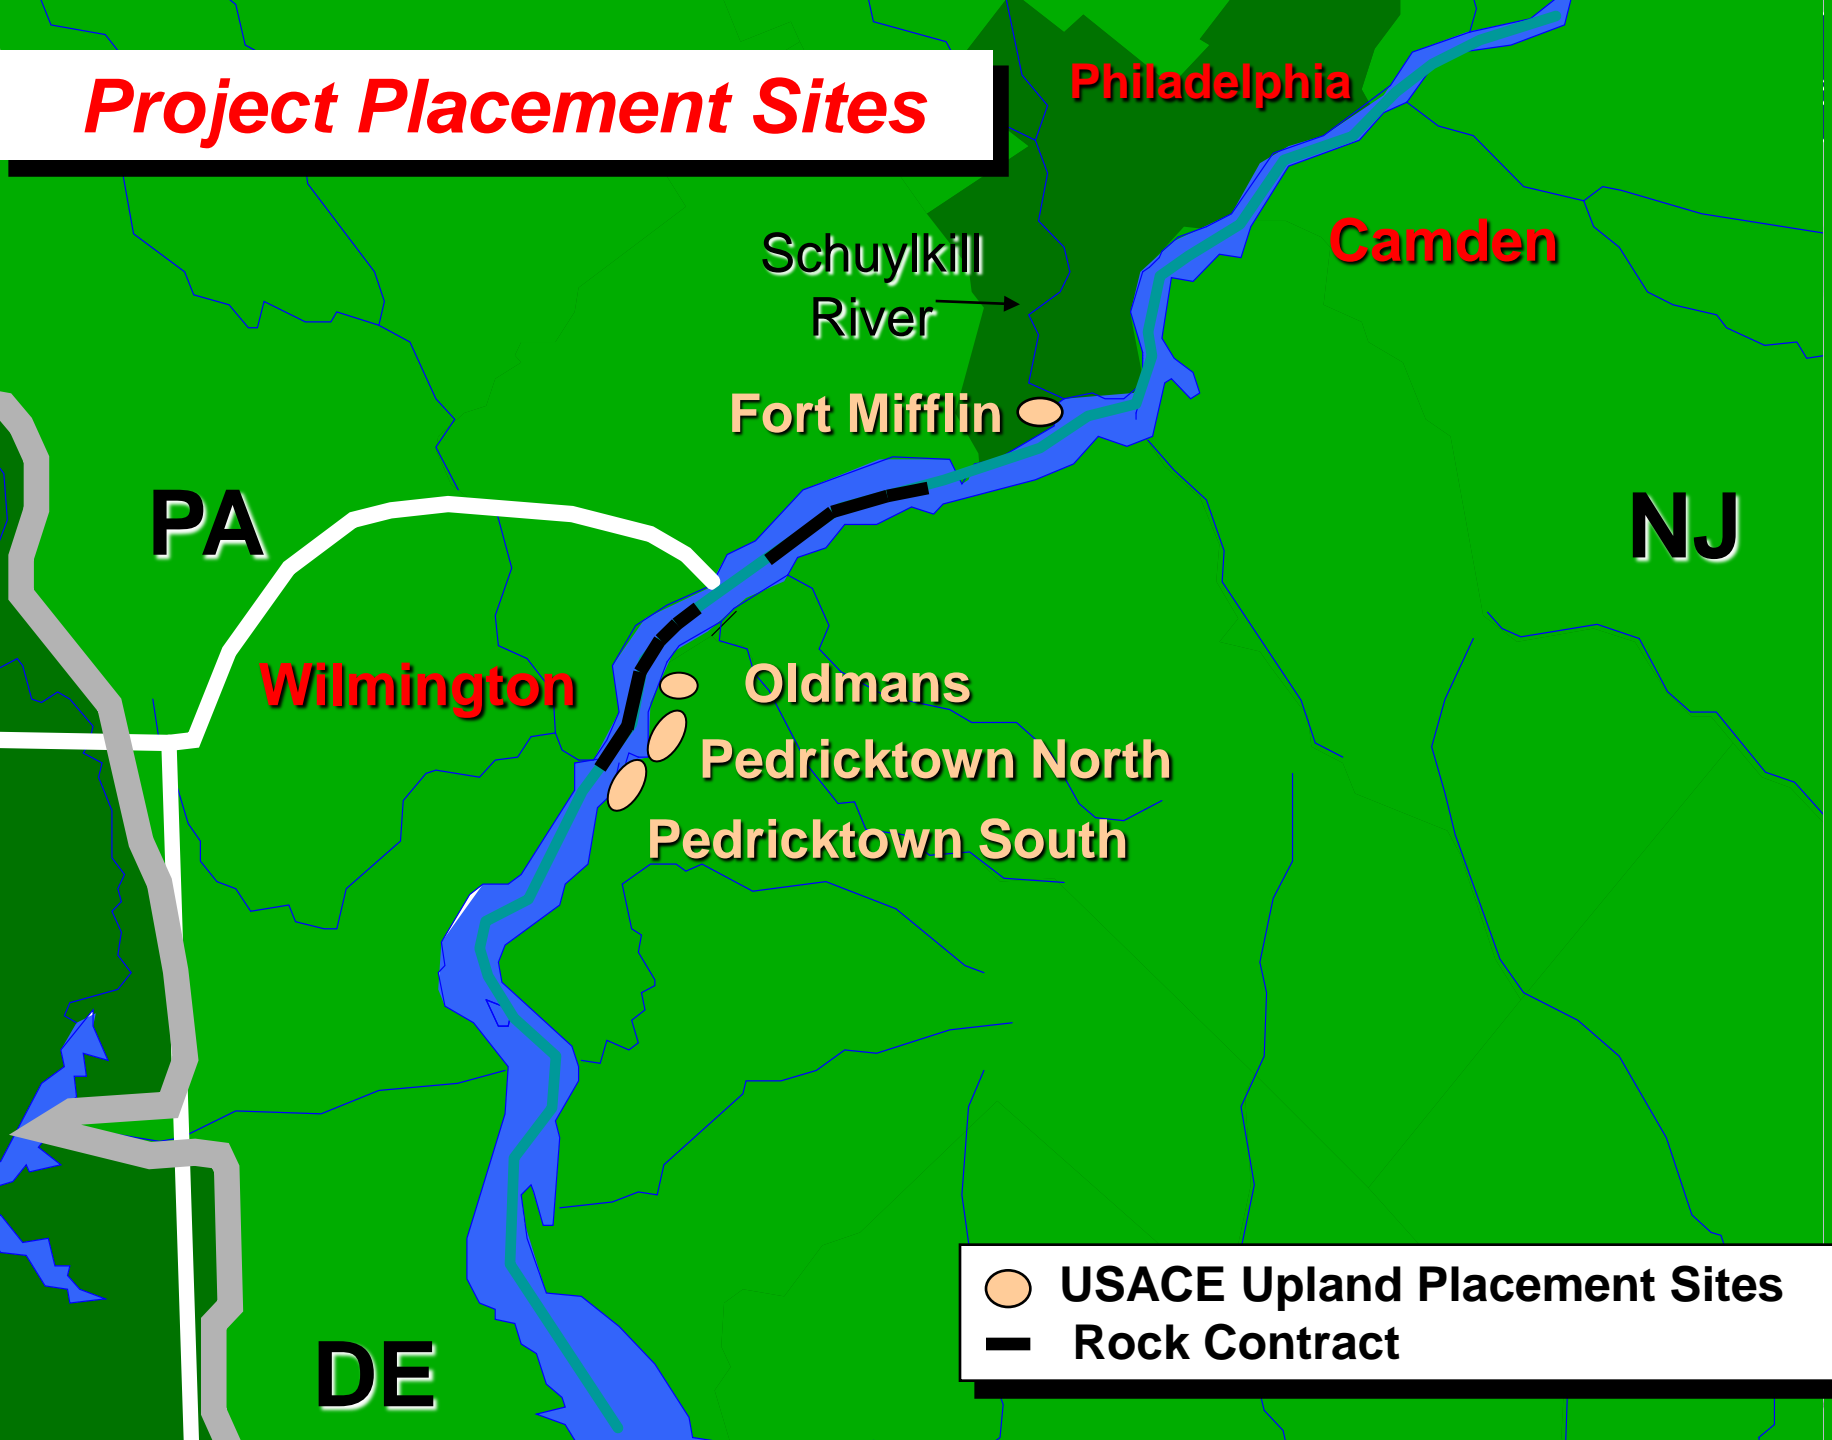 Project Placement Sites
Philadelphia
Camden
Schuylkill
River
Fort Mifflin
PA
NJ
Wilmington
Oldmans
Pedricktown North
Pedricktown South
USACE Upland Placement Sites
Rock Contract
DE